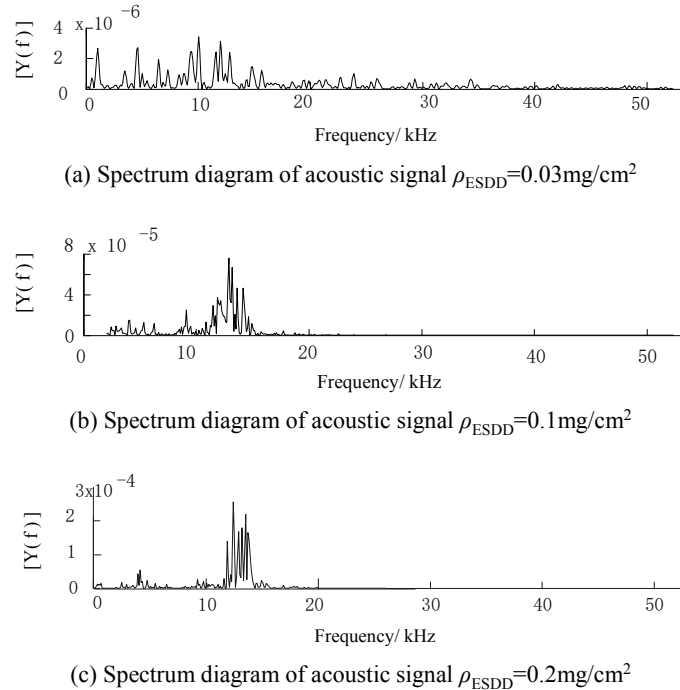 x 10 -6
4
2
0
[Y(f)]
0 10 20 30 40 50
Frequency/ kHz
(a) Spectrum diagram of acoustic signal ρESDD=0.03mg/cm2
8 x 10 -5
4
0
[Y(f)]
0 10 20 30 40 50
Frequency/ kHz
(b) Spectrum diagram of acoustic signal ρESDD=0.1mg/cm2
3x10 -4
2
1
0
[Y(f)]
0 10 20 30 40 50
Frequency/ kHz
(c) Spectrum diagram of acoustic signal ρESDD=0.2mg/cm2